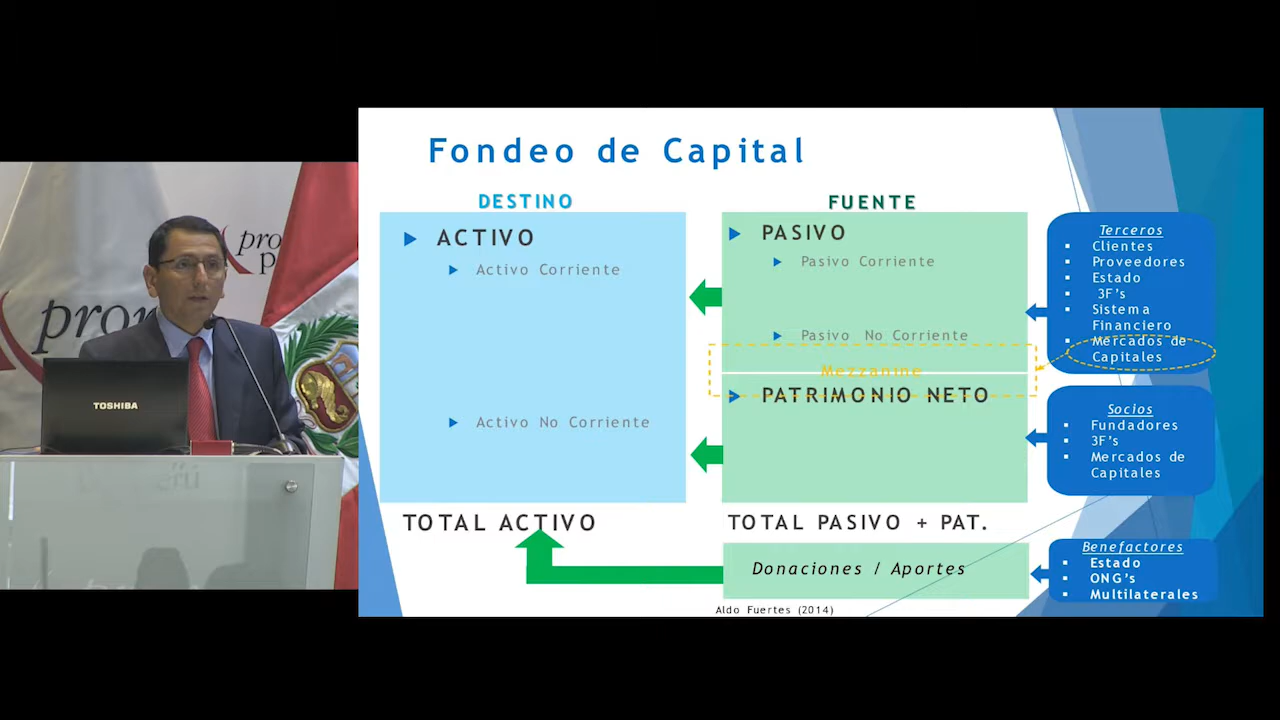 Fondeo de Capital
DESTINO
ACTIVO
Activo Corriente
Activo No Corriente
TOTAL ACTIVO
FUENTE
PASIVO
Pasivo Corriente
Pasivo No Corriente
Mezzanine
PATRIMONIO NETO
TOTAL PASIVO + PAT.
Donaciones / Aportes
Terceros
Clientes
Proveedores
Estado
3F's
Sistema
Financiero
Mercados de
Capitales
Socios
Fundadores
3F's
Mercados de
Capitales
Benefactores
Estado
ONG's
Multilaterales
Aldo Fuertes (2014)
TOSHIBA